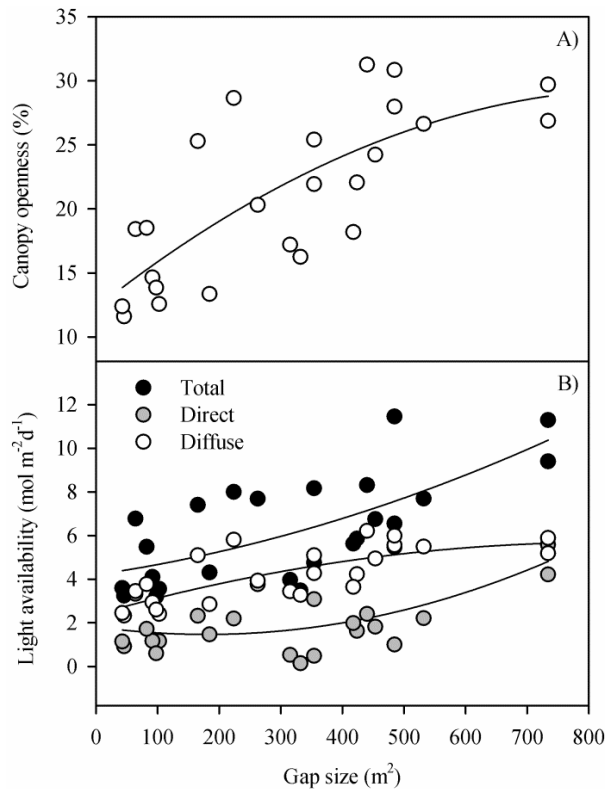 A)
35
30
25
20
15
10
Canopy openness (%)
B)
Total
Direct
Diffuse
12
10
8
6
4
2
0
Light availability (mol m⁻²d⁻¹)
0 100 200 300 400 500 600 700 800
Gap size (m²)